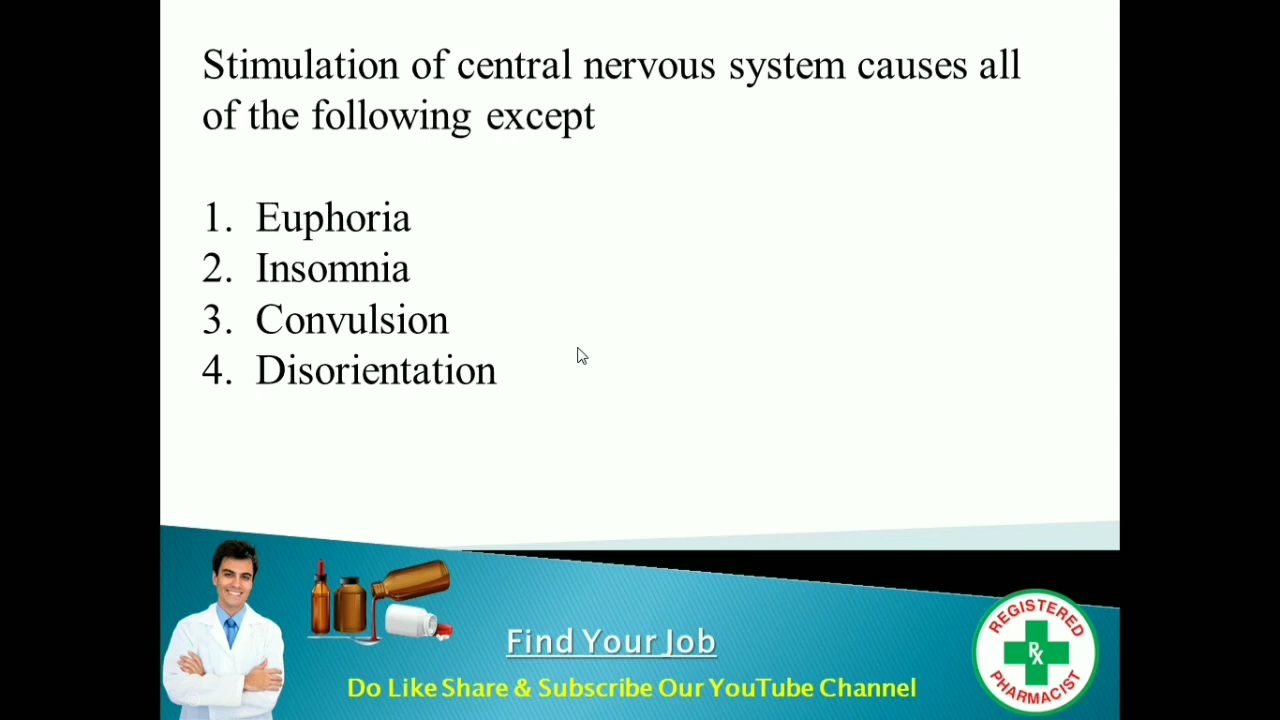 Stimulation of central nervous system causes all
of the following except
1. Euphoria
2. Insomnia
3. Convulsion
4. Disorientation
Find Your Job
Do Like Share & Subscribe Our YouTube Channel
REGISTERED
Rx
PHARMACIST